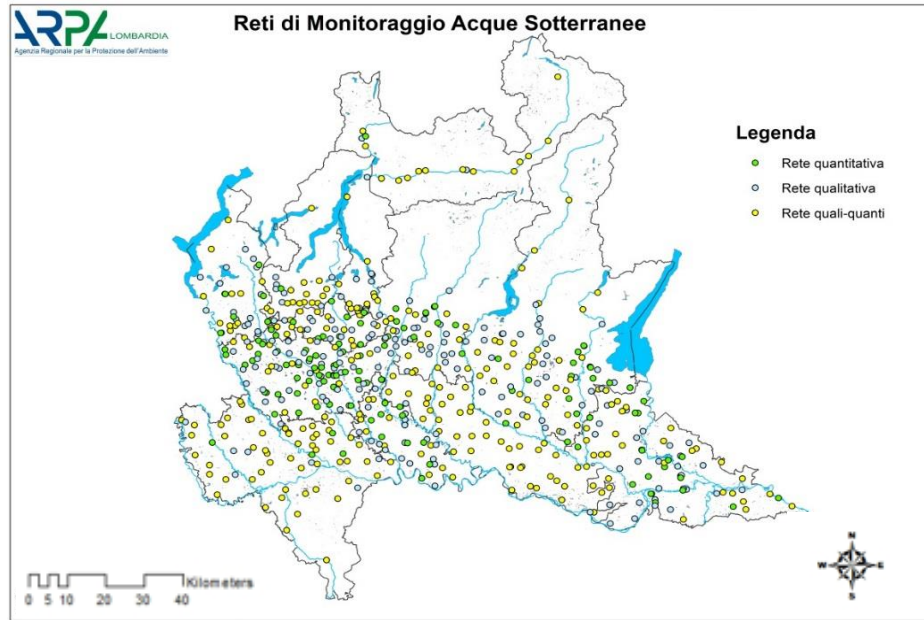 Reti di Monitoraggio Acque Sotterranee
ARPA LOMBARDIA
Agenzia Regionale per la Protezione dell'Ambiente
Legenda
Rete quantitativa
Rete qualitativa
Rete quali-quanti
N
W E
S
Kilometers
0 5 10 20 30 40